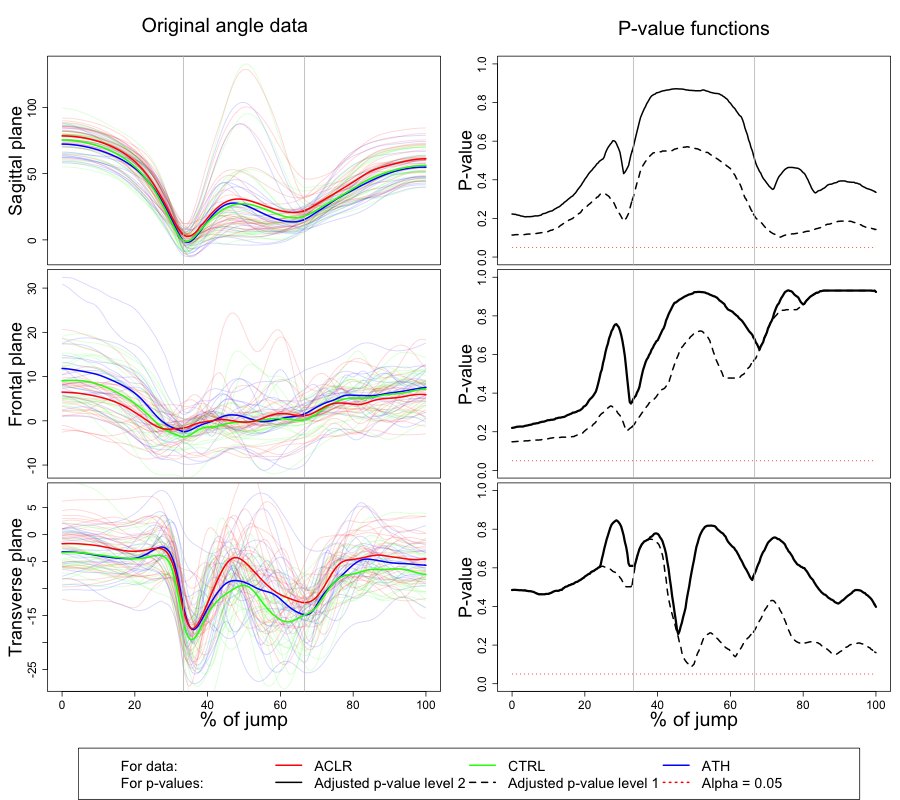 Original angle data
P-value functions
Sagittal plane
0 50 100
P-value
0.0 0.2 0.4 0.6 0.8 1.0
Frontal plane
-10 0 10 20 30
P-value
0.0 0.2 0.4 0.6 0.8 1.0
Transverse plane
-25 -15 -5 0 5
P-value
0.0 0.2 0.4 0.6 0.8 1.0
0 20 40 60 80 100
% of jump
0 20 40 60 80 100
% of jump
For data: ACLR CTRL ATH
For p-values: Adjusted p-value level 2 Adjusted p-value level 1 Alpha = 0.05